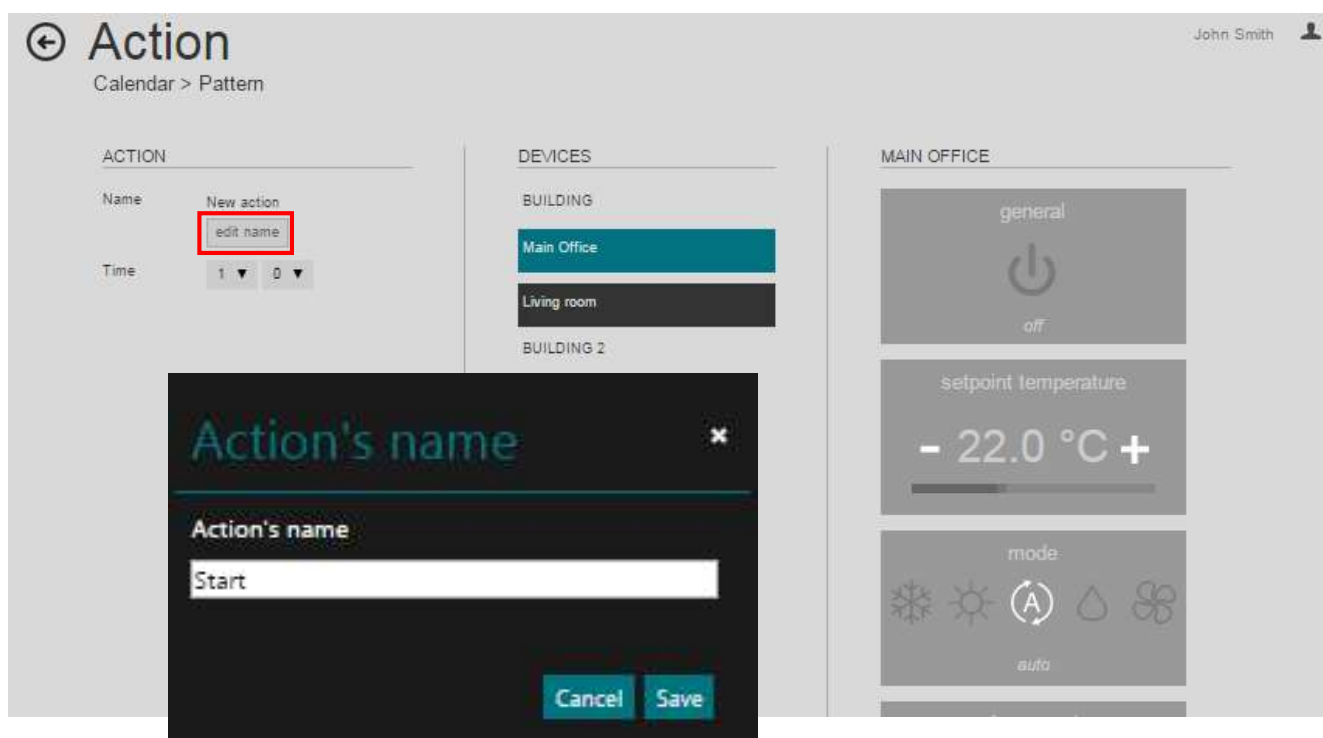 Action
John Smith
Calendar > Pattern
ACTION
Name
New action
edit name
Time
1 ▼ 0 ▼
DEVICES
BUILDING
Main Office
Living room
BUILDING 2
MAIN OFFICE
general
off
setpoint temperature
- 22.0 °C +
mode
A
auto
Action's name
Action's name
Start
Cancel Save